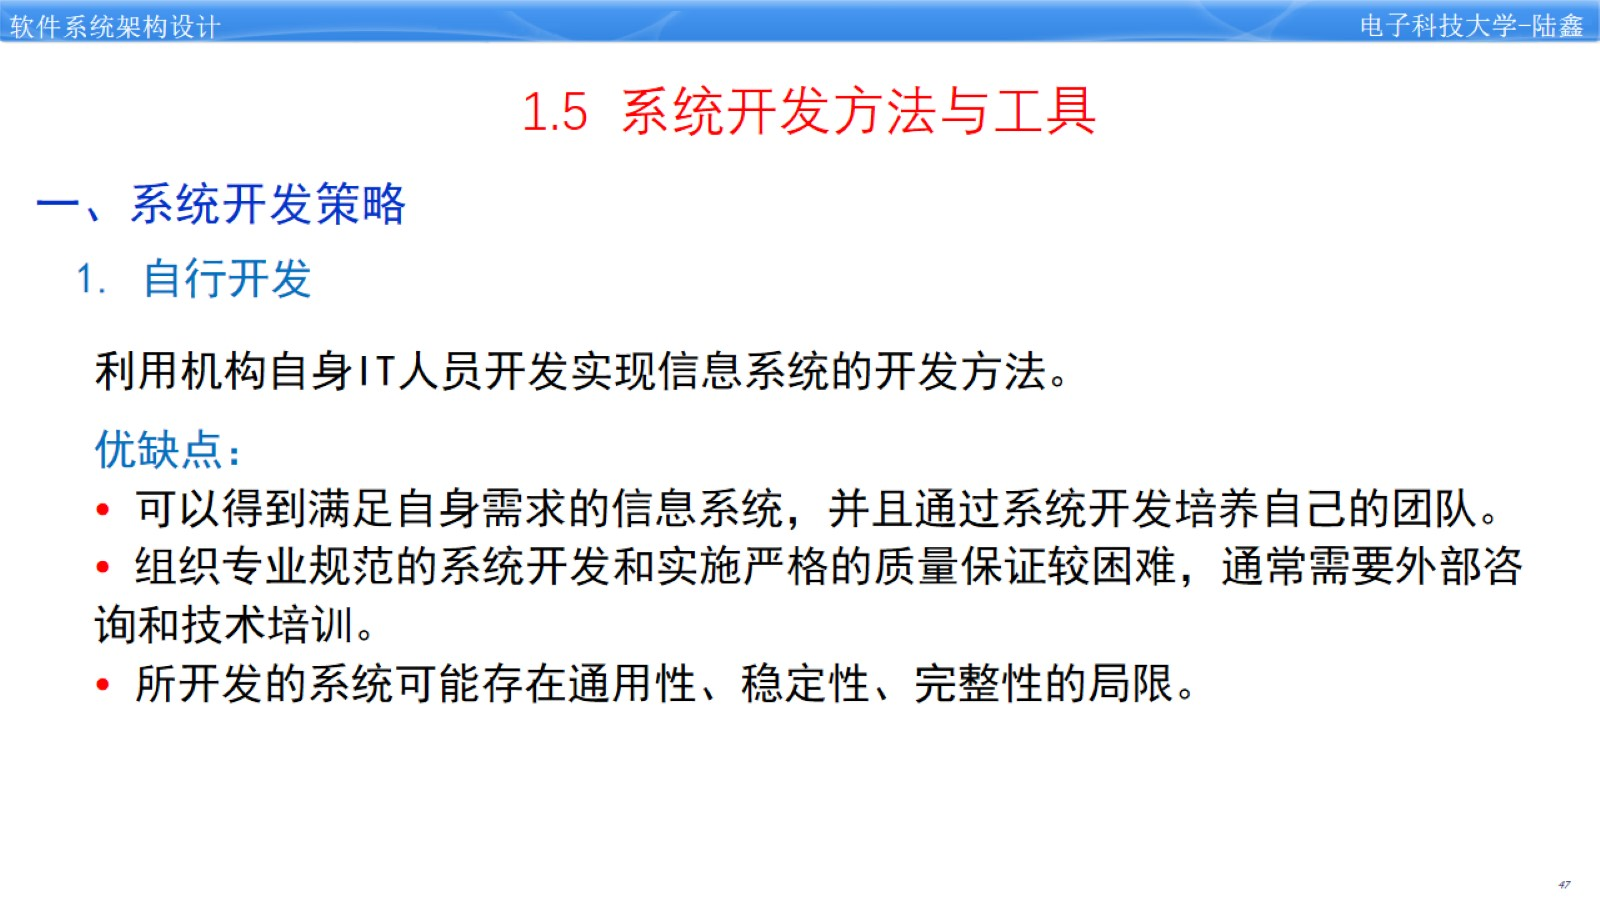 软件系统架构设计
电子科技大学-陆鑫
1.5 系统开发方法与工具
一、系统开发策略
1. 自行开发
利用机构自身IT人员开发实现信息系统的开发方法。
优缺点：
• 可以得到满足自身需求的信息系统，并且通过系统开发培养自己的团队。
• 组织专业规范的系统开发和实施严格的质量保证较困难，通常需要外部咨
询和技术培训。
• 所开发的系统可能存在通用性、稳定性、完整性的局限。
47